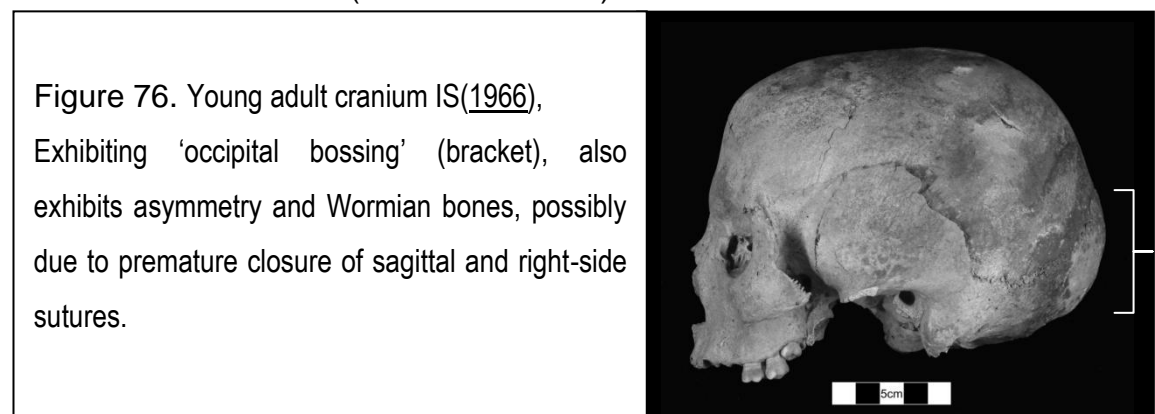 Figure 76. Young adult cranium IS(1966),
Exhibiting ‘occipital bossing’ (bracket), also
exhibits asymmetry and Wormian bones, possibly
due to premature closure of sagittal and right-side
sutures.
5cm